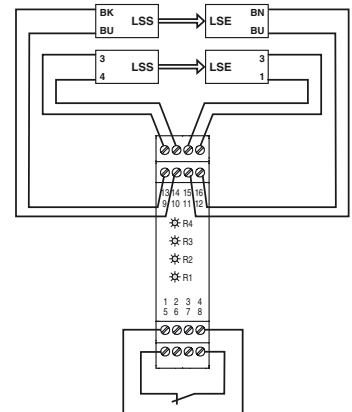 BK LSS LSE BN
BU BU
3 LSS LSE 3
4 1
13 14 15 16
9 10 11 12
R4
R3
R2
R1
1 2 3 4
5 6 7 8